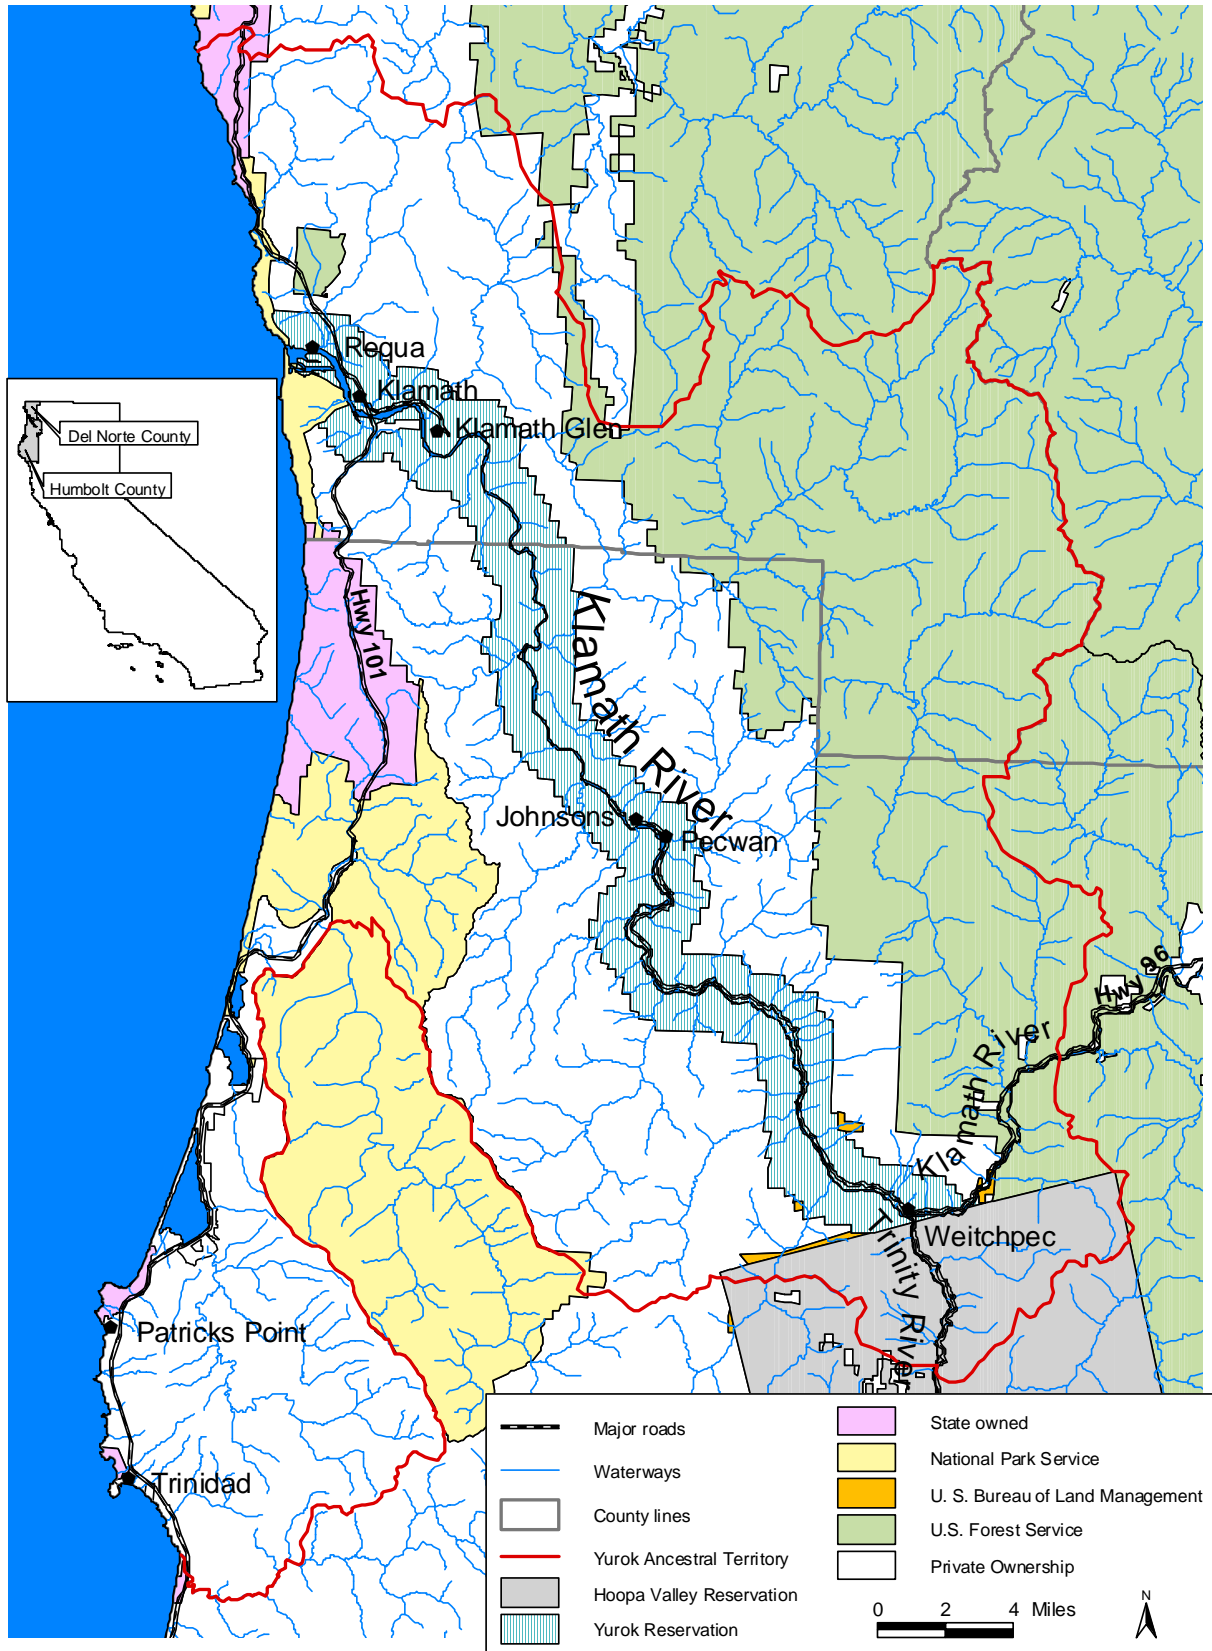 Requa
Klamath
Klamath Glen
Del Norte County
Humbolt County
Hwy 101
Klamath River
Johnsons
Pecwan
Hwy 96
Klamath River
Weitchpec
Trinity River
Patricks Point
Trinidad
Major roads
Waterways
County lines
Yurok Ancestral Territory
Hoopa Valley Reservation
Yurok Reservation
State owned
National Park Service
U. S. Bureau of Land Management
U.S. Forest Service
Private Ownership
0 2 4 Miles
N